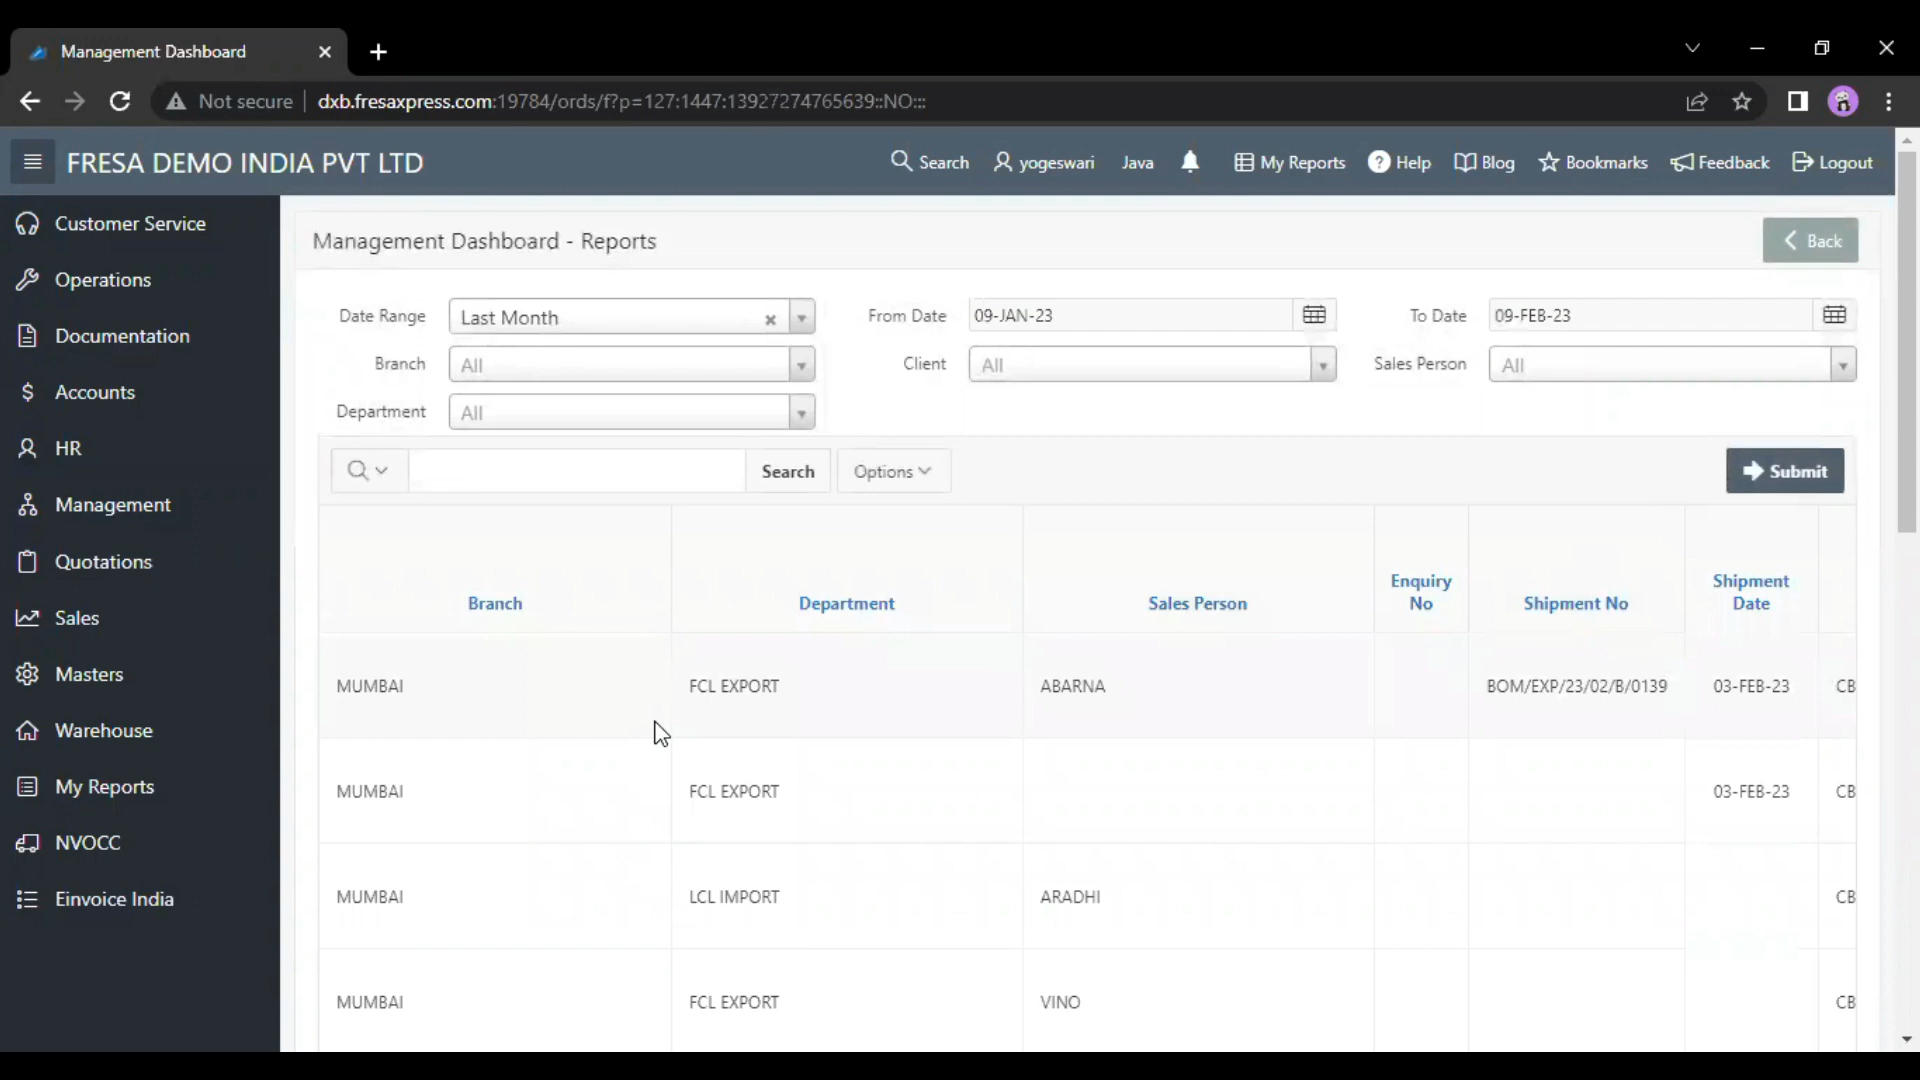 Management Dashboard
Not secure dxb.fresaxpress.com:19784/ords/f?p=127:1447:13927274765639::NO:::
FRESA DEMO INDIA PVT LTD
Search yogeswari Java My Reports Help Blog Bookmarks Feedback Logout
Customer Service
Operations
Documentation
Accounts
HR
Management
Quotations
Sales
Masters
Warehouse
My Reports
NVOCC
Einvoice India
Management Dashboard - Reports
Back
Date Range Last Month From Date 09-JAN-23 To Date 09-FEB-23
Branch All Client All Sales Person All
Department All
Search Options Submit
Branch Department Sales Person Enquiry No Shipment No Shipment Date
MUMBAI FCL EXPORT ABARNA BOM/EXP/23/02/B/0139 03-FEB-23 CB
MUMBAI FCL EXPORT 03-FEB-23 CB
MUMBAI LCL IMPORT ARADHI CB
MUMBAI FCL EXPORT VINO CB